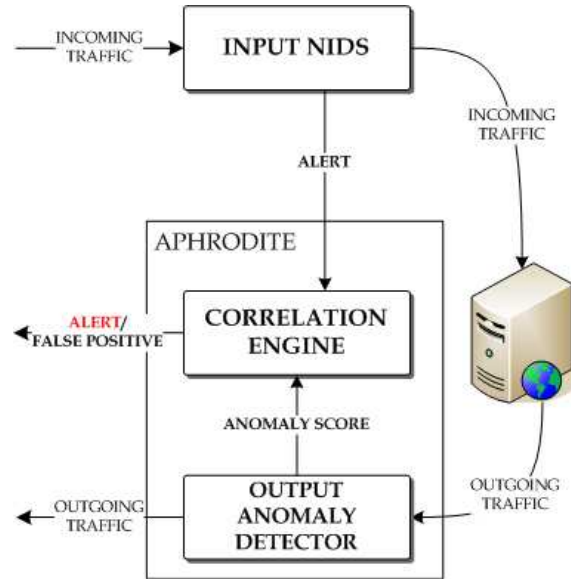 INCOMING
TRAFFIC
INPUT NIDS
INCOMING
TRAFFIC
ALERT
APHRODITE
CORRELATION
ENGINE
ALERT/
FALSE POSITIVE
ANOMALY SCORE
OUTPUT
ANOMALY
DETECTOR
OUTGOING
TRAFFIC
OUTGOING
TRAFFIC